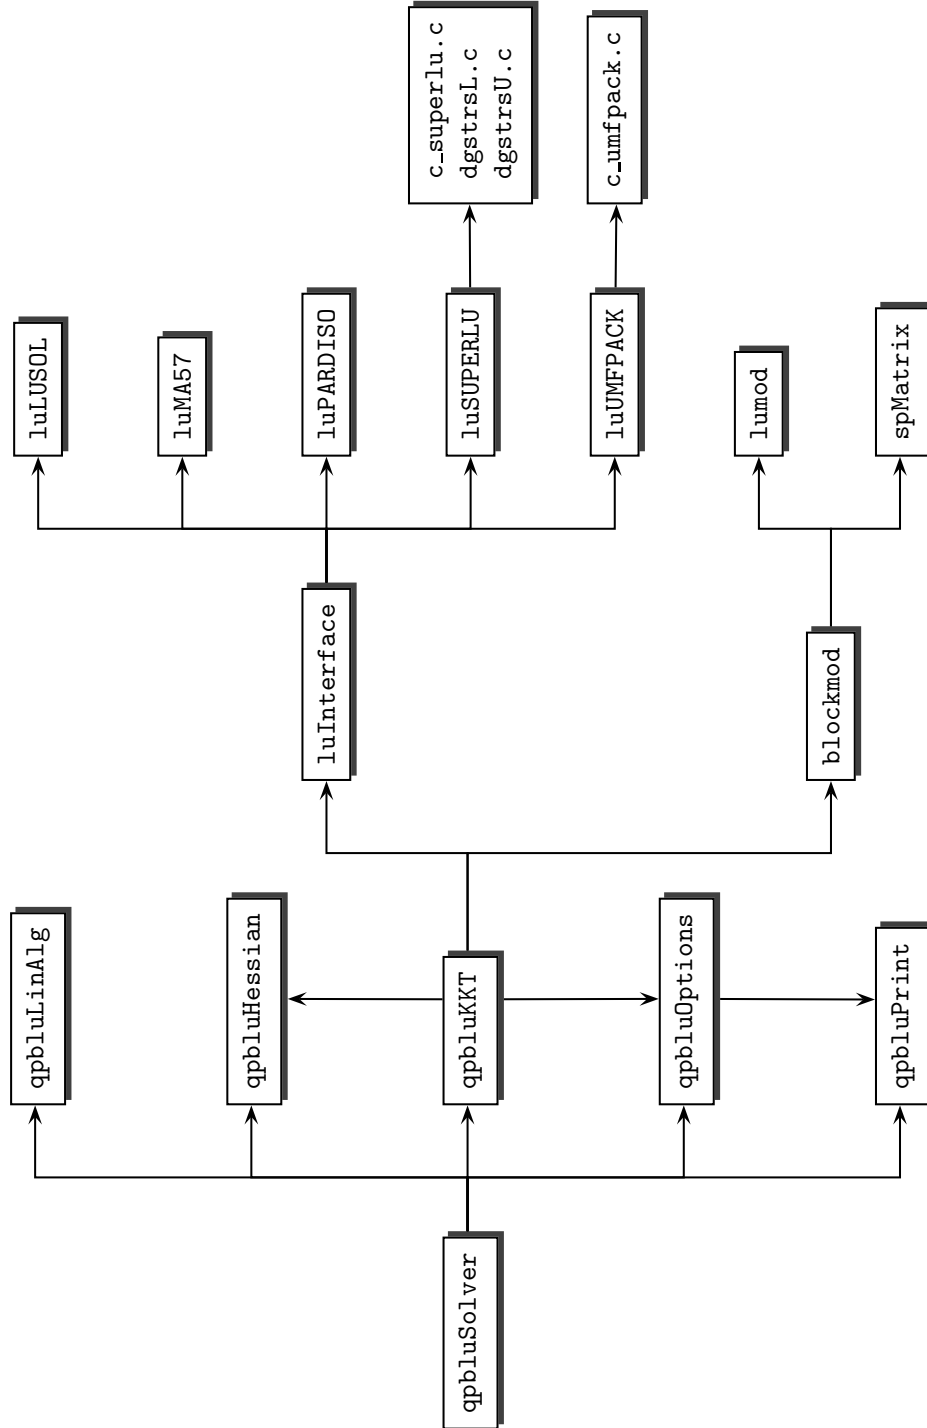 qpbluSolver
qpbluLinAlg
qpbluHessian
qpbluKKT
qpbluOptions
qpbluPrint
luInterface
blockmod
luLUSOL
luMA57
luPARDISO
luSUPERLU
luUMFPACK
lumod
spMatrix
c_superlu.c
dgstrsL.c
dgstrsU.c
c_umfpack.c